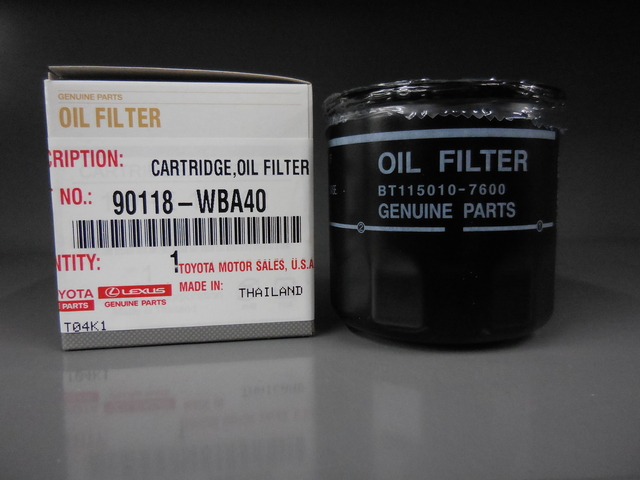 GENUINE PARTS
OIL FILTER
CRIPTION:
CARTRIDGE,OIL FILTER
T NO.:
90118-WBA40
NTITY:
1
TOYOTA MOTOR SALES, U.S.A
YOTA
PARTS
LEXUS
GENUINE PARTS
MADE IN:
THAILAND
T04K1
OIL FILTER
BT115010-7600
GENUINE PARTS